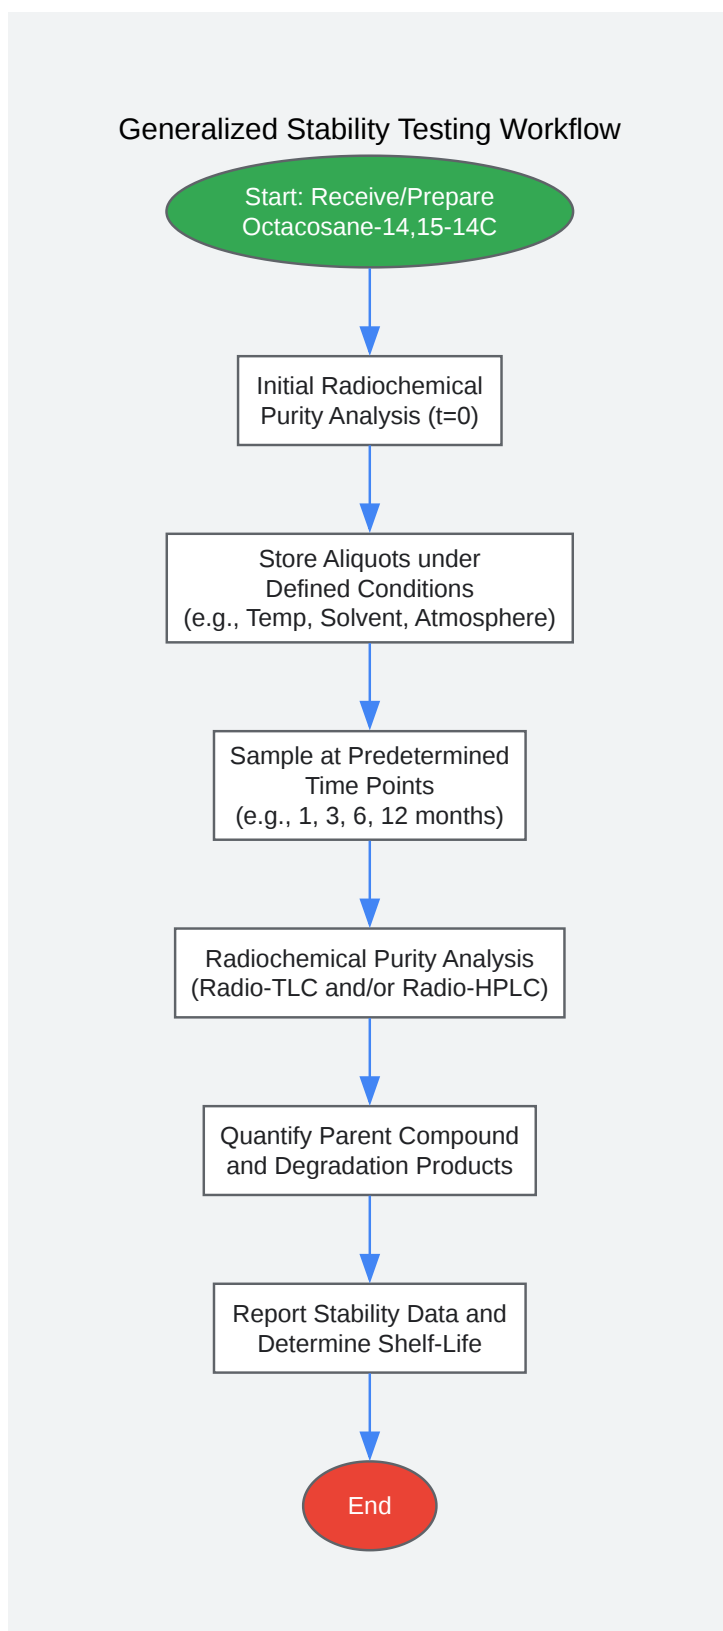 Generalized Stability Testing Workflow
Start: Receive/Prepare
Octacosane-14,15-14C
Initial Radiochemical
Purity Analysis (t=0)
Store Aliquots under
Defined Conditions
(e.g., Temp, Solvent, Atmosphere)
Sample at Predetermined
Time Points
(e.g., 1, 3, 6, 12 months)
Radiochemical Purity Analysis
(Radio-TLC and/or Radio-HPLC)
Quantify Parent Compound
and Degradation Products
Report Stability Data and
Determine Shelf-Life
End